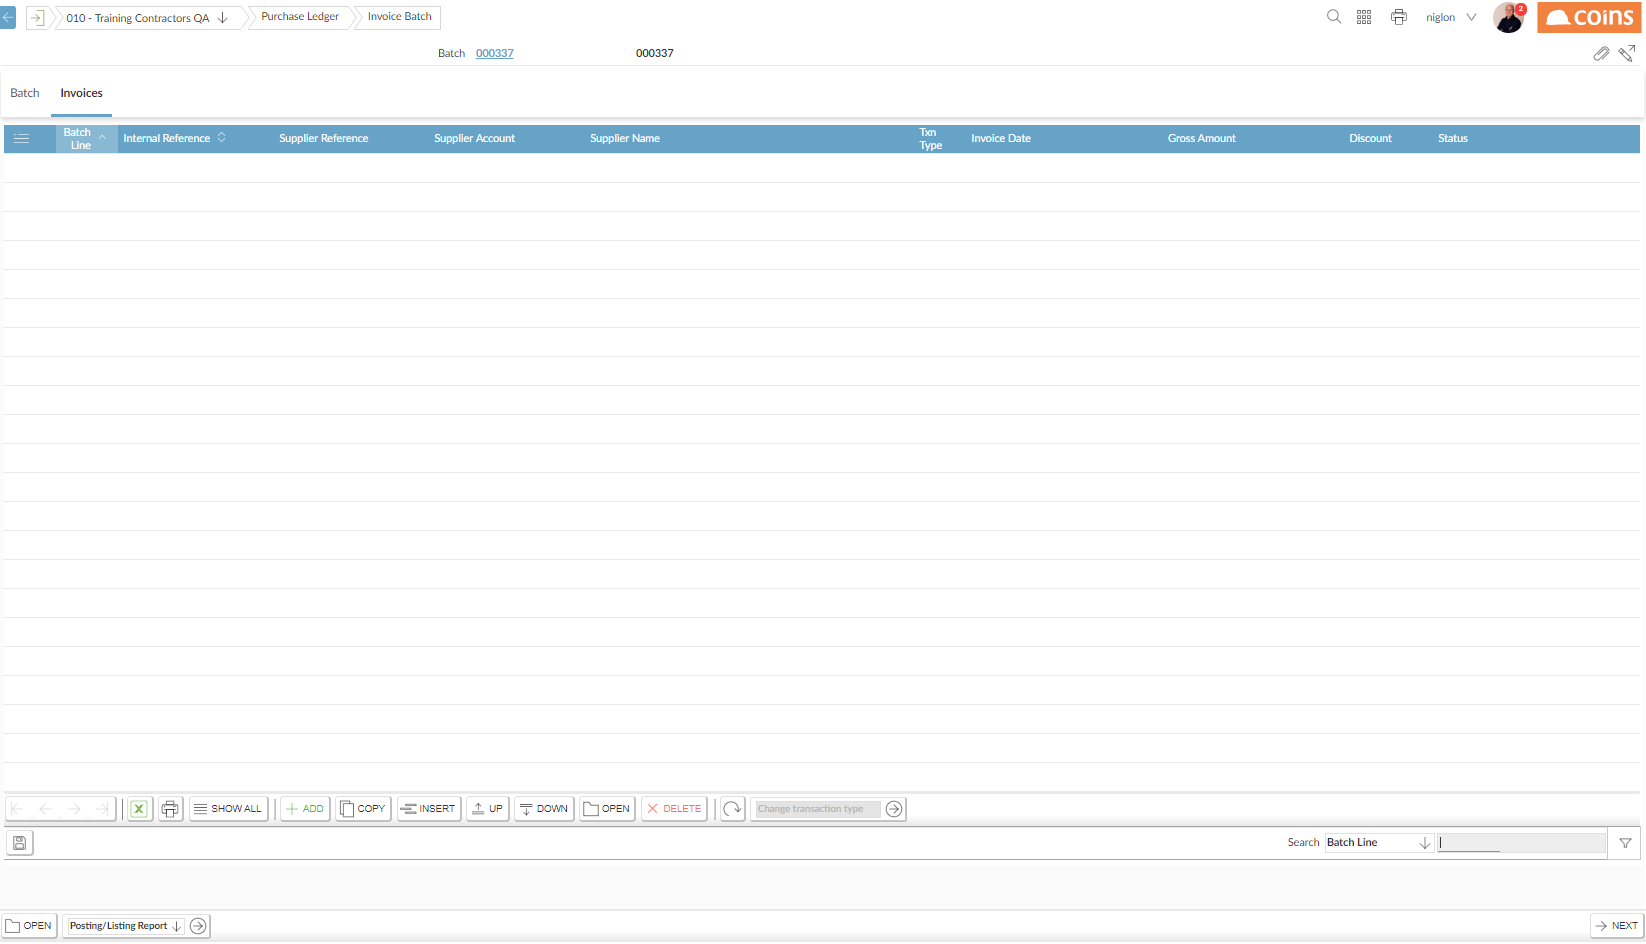 010 - Training Contractors QA
Purchase Ledger
Invoice Batch
niglon
2
coins
Batch 000337 000337
Batch
Invoices
Batch Line
Internal Reference
Supplier Reference
Supplier Account
Supplier Name
Txn Type
Invoice Date
Gross Amount
Discount
Status
X
SHOW ALL
ADD
COPY
INSERT
UP
DOWN
OPEN
DELETE
Change transaction type
Search Batch Line
OPEN
Posting/Listing Report
NEXT